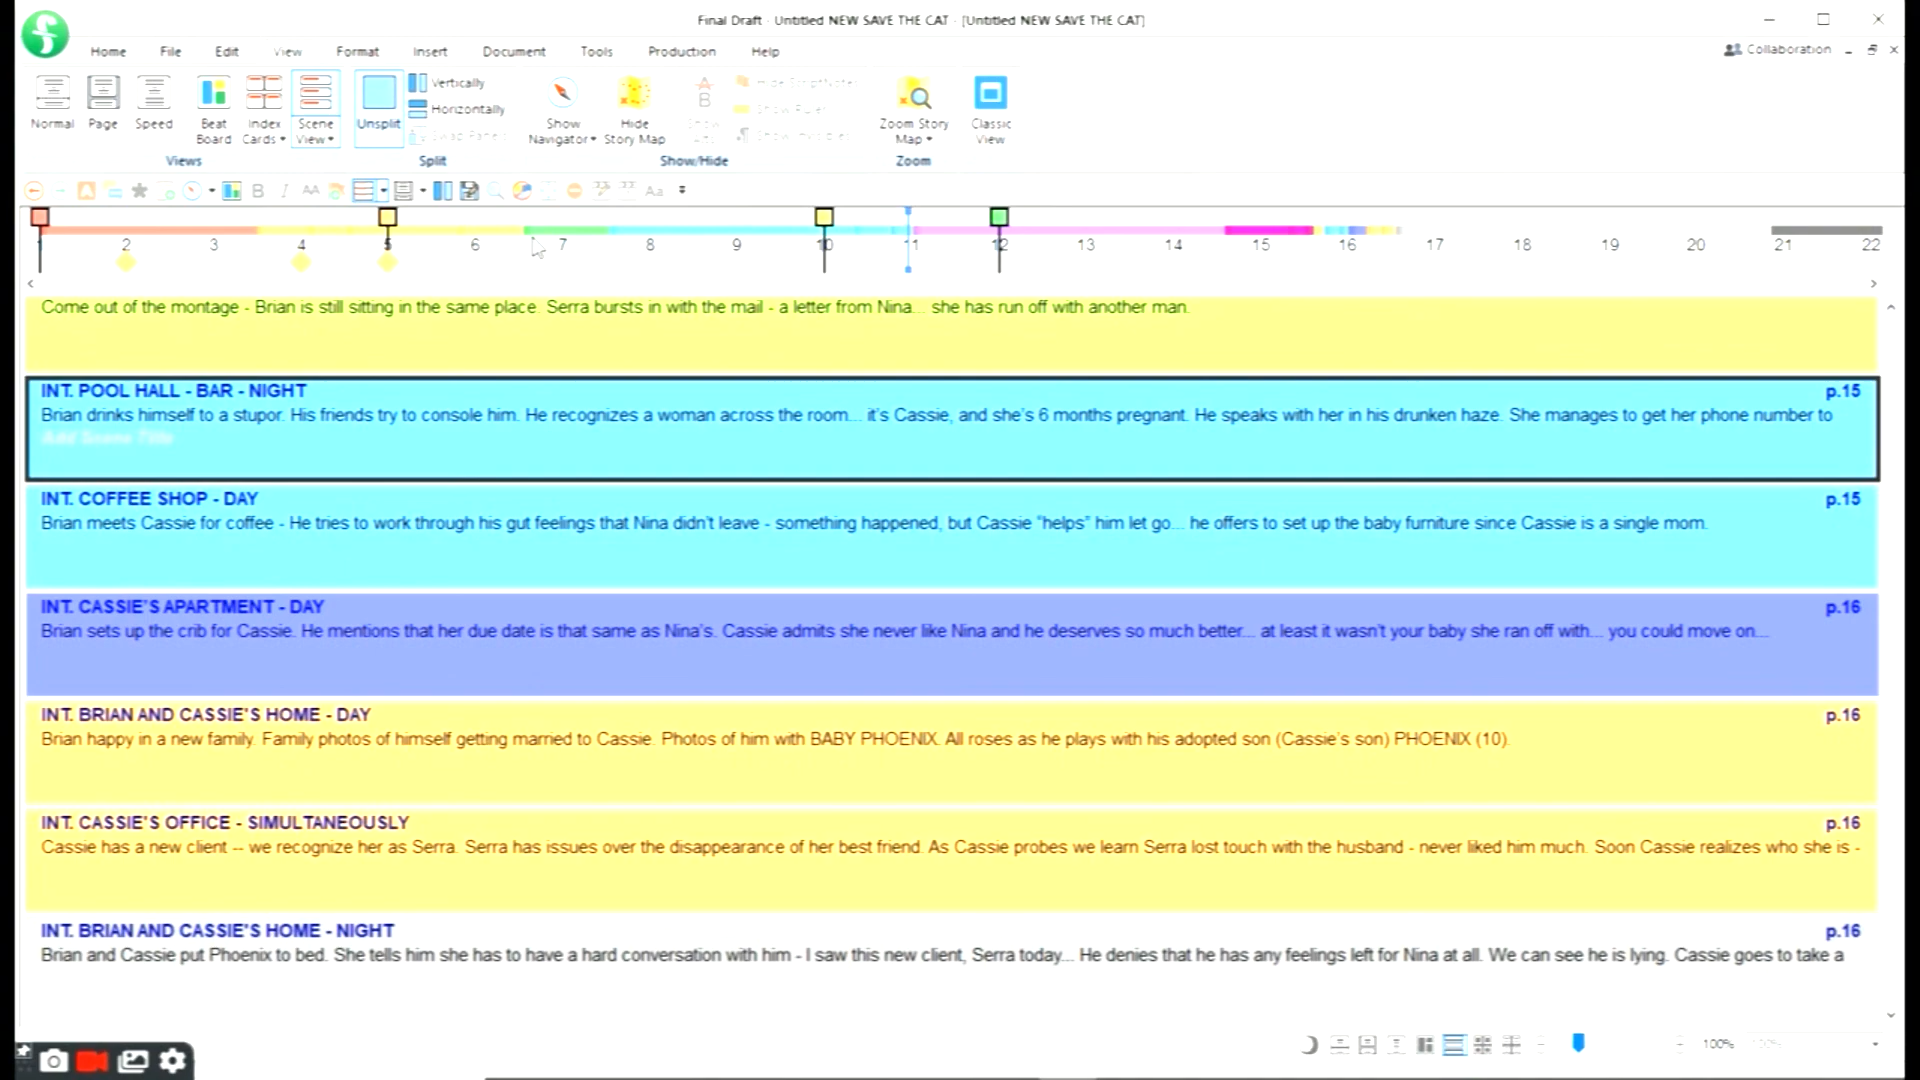 Final Draft - Untitled NEW SAVE THE CAT - [Untitled NEW SAVE THE CAT]
Home File Edit View Format Insert Document Tools Production Help
Collaboration
Normal Page Speed Beat Board Index Cards Scene View Unsplit Vertically Horizontally Swap Panels Show Navigator Hide Story Map Show Zoom Story Map Classic View
Views Split Show/Hide Zoom
1 2 3 4 5 6 7 8 9 10 11 12 13 14 15 16 17 18 19 20 21 22
Come out of the montage - Brian is still sitting in the same place. Serra bursts in with the mail - a letter from Nina... she has run off with another man.
INT. POOL HALL - BAR - NIGHT p.15
Brian drinks himself to a stupor. His friends try to console him. He recognizes a woman across the room... it's Cassie, and she's 6 months pregnant. He speaks with her in his drunken haze. She manages to get her phone number to
Add Scene Title
INT. COFFEE SHOP - DAY p.15
Brian meets Cassie for coffee - He tries to work through his gut feelings that Nina didn't leave - something happened, but Cassie "helps" him let go... he offers to set up the baby furniture since Cassie is a single mom.
INT. CASSIE'S APARTMENT - DAY p.16
Brian sets up the crib for Cassie. He mentions that her due date is that same as Nina's. Cassie admits she never like Nina and he deserves so much better... at least it wasn't your baby she ran off with... you could move on...
INT. BRIAN AND CASSIE'S HOME - DAY p.16
Brian happy in a new family. Family photos of himself getting married to Cassie. Photos of him with BABY PHOENIX. All roses as he plays with his adopted son (Cassie's son) PHOENIX (10).
INT. CASSIE'S OFFICE - SIMULTANEOUSLY p.16
Cassie has a new client -- we recognize her as Serra. Serra has issues over the disappearance of her best friend. As Cassie probes we learn Serra lost touch with the husband - never liked him much. Soon Cassie realizes who she is -
INT. BRIAN AND CASSIE'S HOME - NIGHT p.16
Brian and Cassie put Phoenix to bed. She tells him she has to have a hard conversation with him - I saw this new client, Serra today... He denies that he has any feelings left for Nina at all. We can see he is lying. Cassie goes to take a
100%